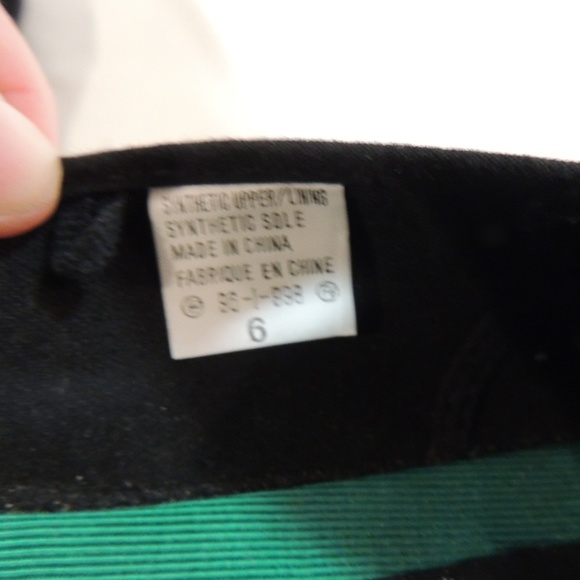 SYNTHETIC UPPER/LINING
SYNTHETIC SOLE
MADE IN CHINA
FABRIQUE EN CHINE
6